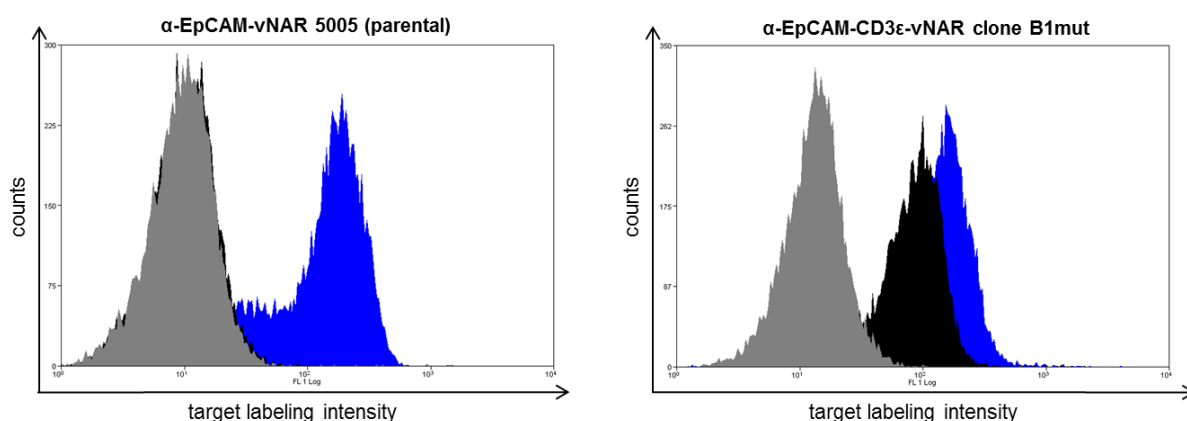 α-EpCAM-vNAR 5005 (parental)
300
225
150
75
0
counts
10⁰
10¹
10²
10³
10⁴
FL 1 Log
target labeling intensity
α-EpCAM-CD3ε-vNAR clone B1mut
350
262
175
87
0
counts
10⁰
10¹
10²
10³
10⁴
FL 1 Log
target labeling intensity